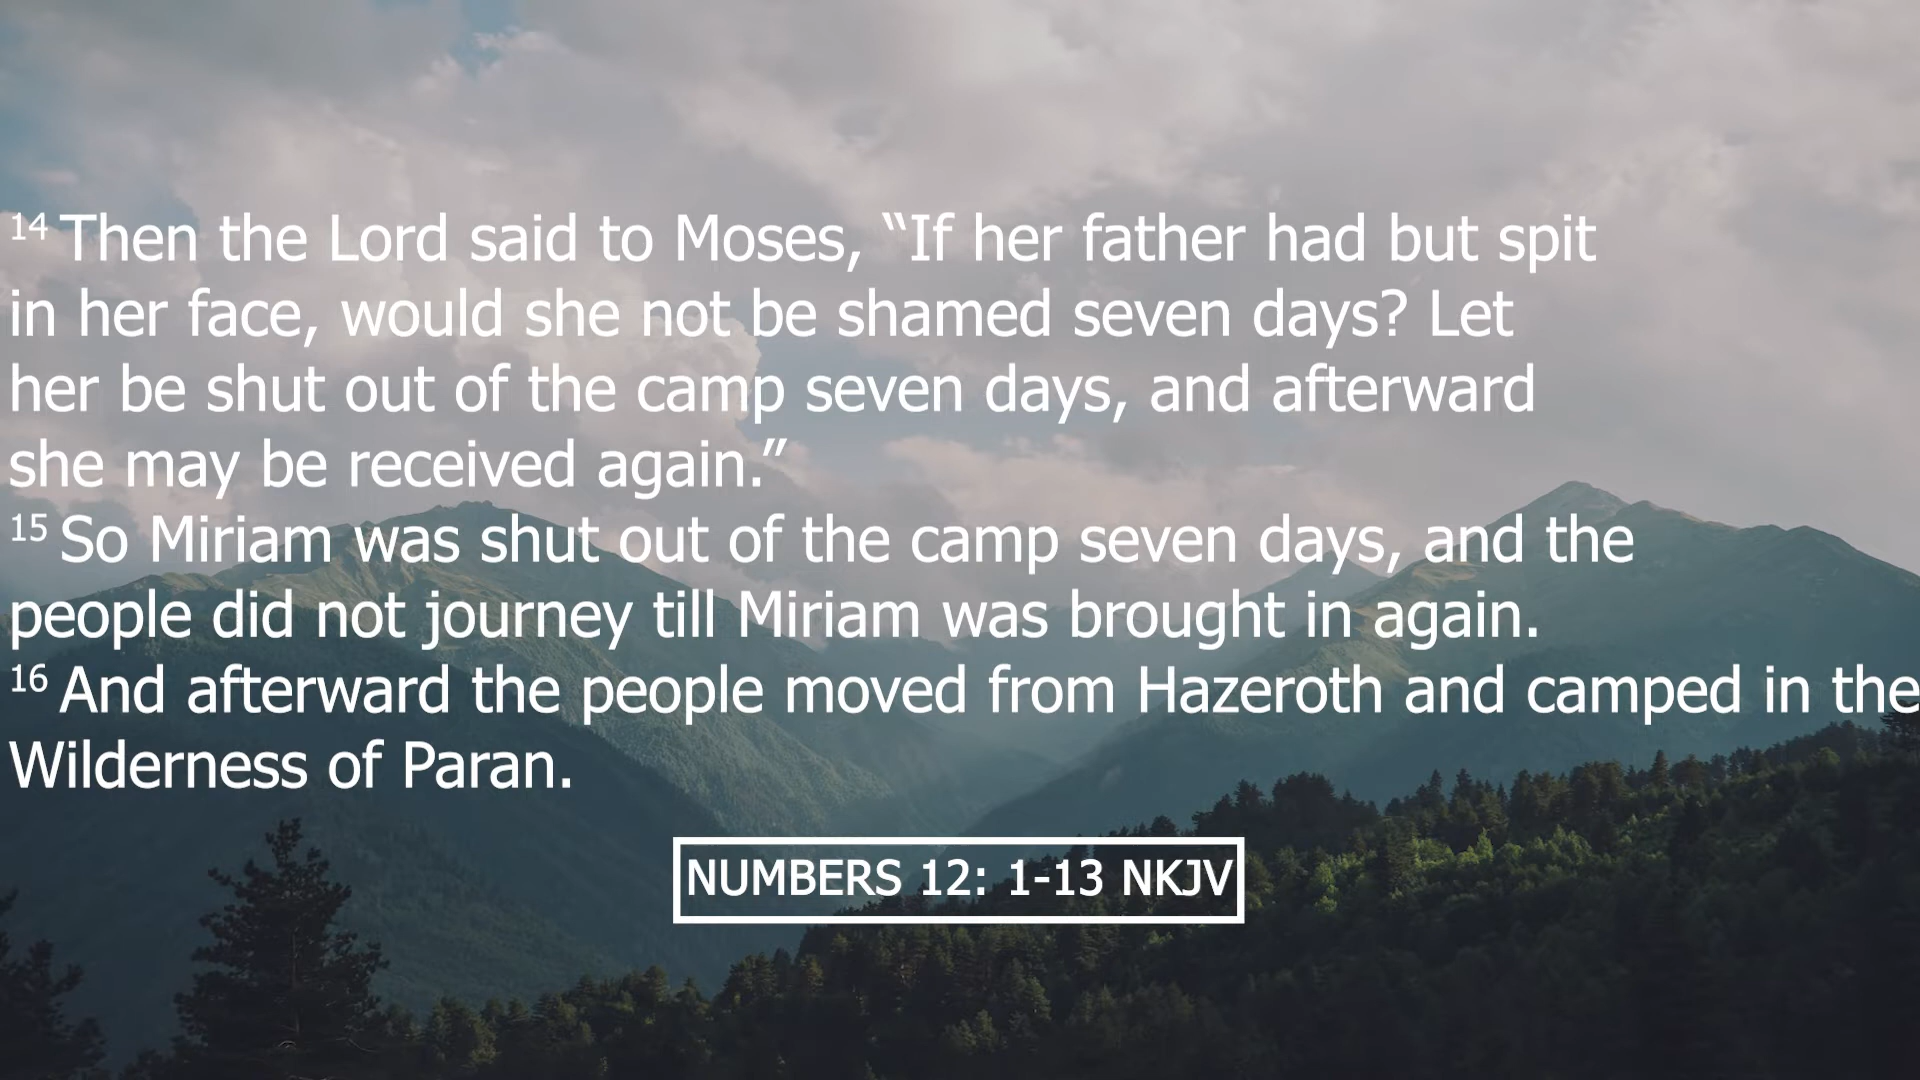 14 Then the Lord said to Moses, “If her father had but spit
in her face, would she not be shamed seven days? Let
her be shut out of the camp seven days, and afterward
she may be received again.”
15 So Miriam was shut out of the camp seven days, and the
people did not journey till Miriam was brought in again.
16 And afterward the people moved from Hazeroth and camped in the
Wilderness of Paran.
NUMBERS 12: 1-13 NKJV